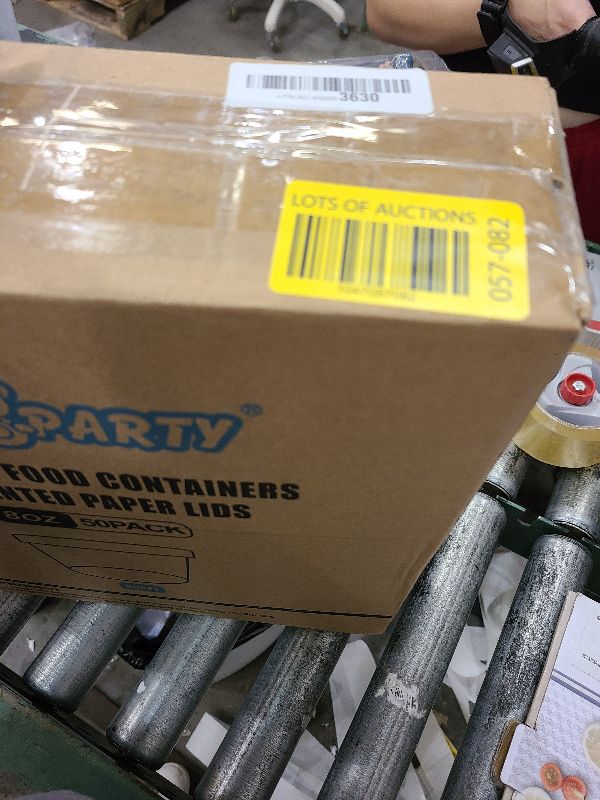 3630
LOTS OF AUCTIONS
057-082
PARTY®
FOOD CONTAINERS
NTED PAPER LIDS
8OZ 50PACK